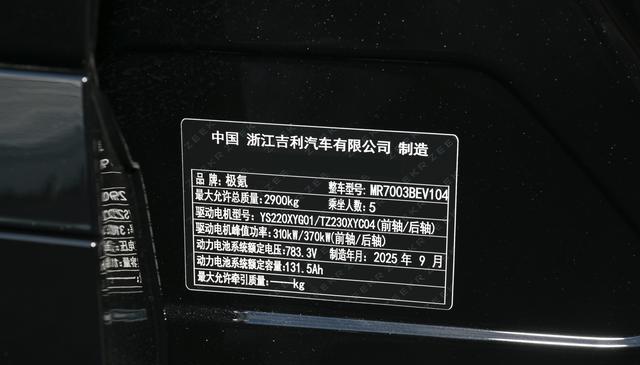 中国 浙江吉利汽车有限公司 制造
品牌:极氪 整车型号:MR7003BEV104
最大允许总质量:2900kg 乘坐人数:5
驱动电机型号:YS220XYG01/TZ230XYC04(前轴/后轴)
驱动电机峰值功率:310kW/370kW(前轴/后轴)
动力电池系统额定电压:783.3V 制造年月:2025年9月
动力电池系统额定容量:131.5Ah
最大允许牵引质量:——kg